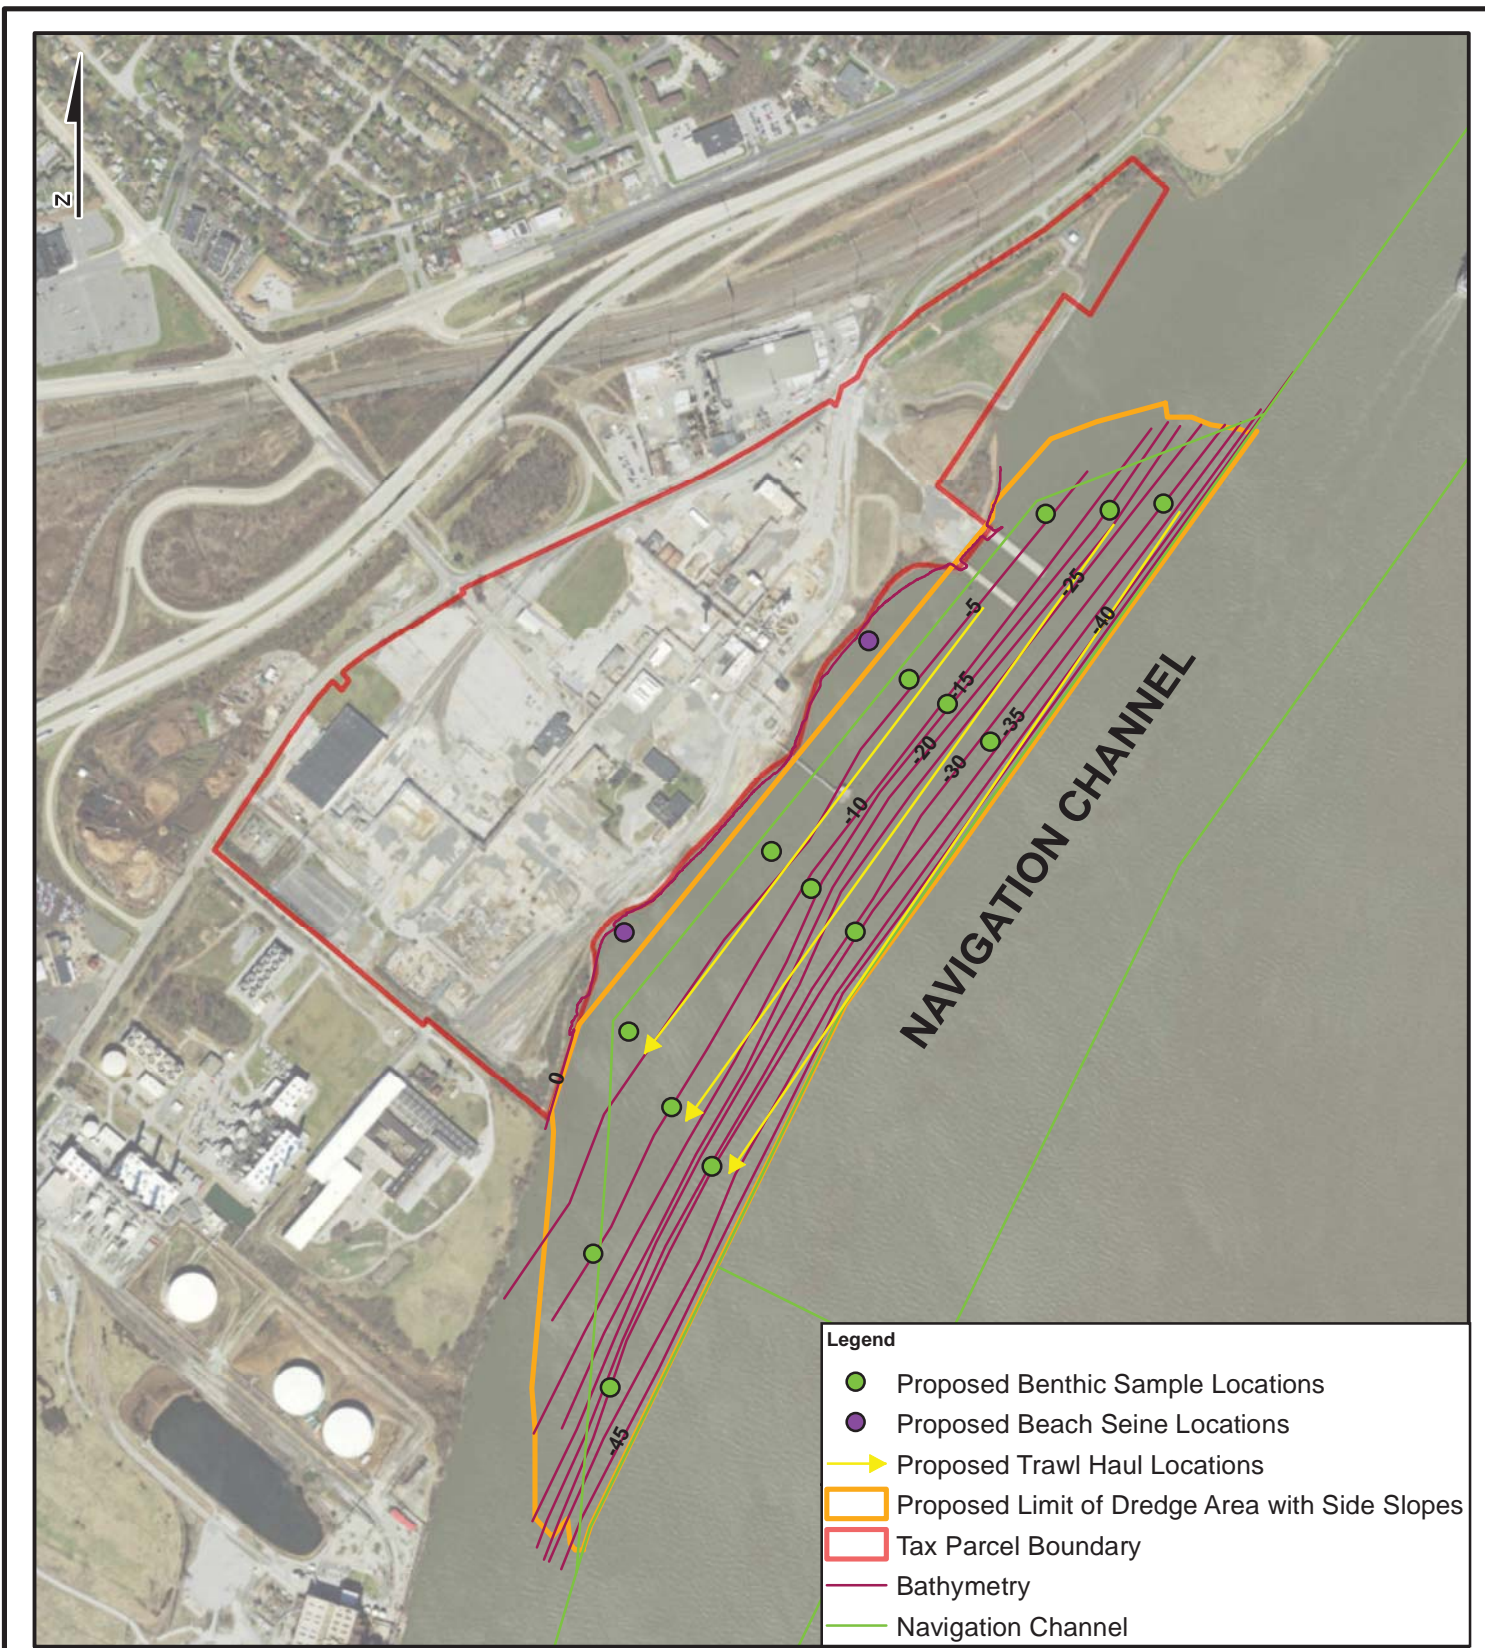 N
-5
-25
-40
-15
-35
-20
-30
-10
NAVIGATION CHANNEL
0
-45
Legend
Proposed Benthic Sample Locations
Proposed Beach Seine Locations
Proposed Trawl Haul Locations
Proposed Limit of Dredge Area with Side Slopes
Tax Parcel Boundary
Bathymetry
Navigation Channel